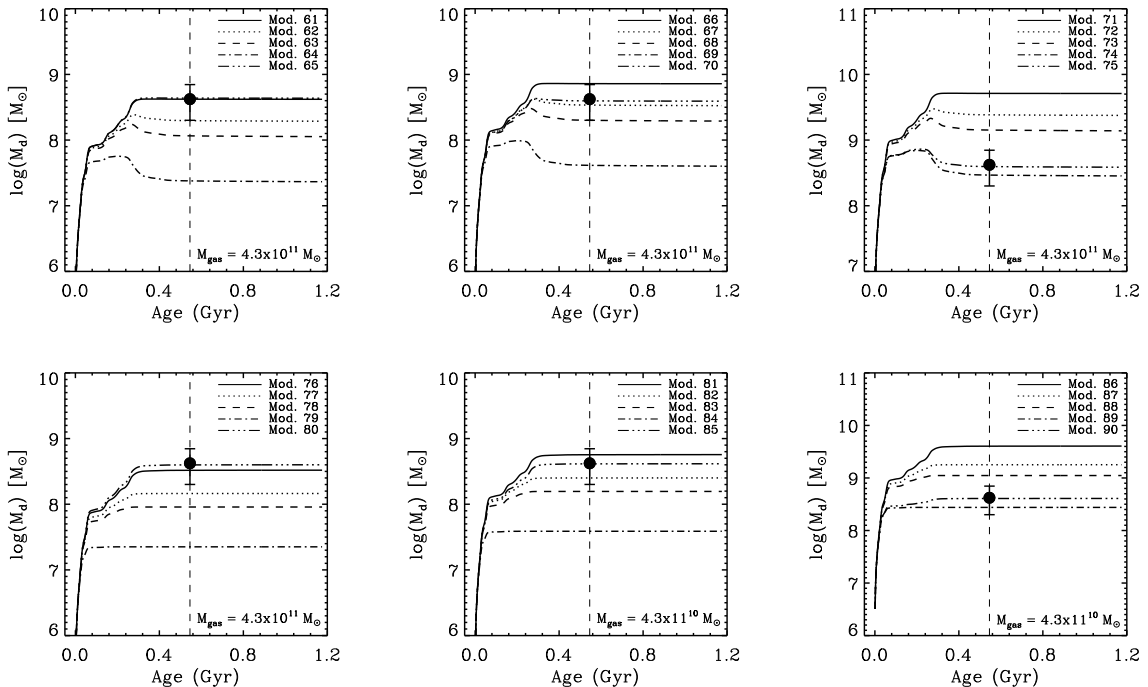 10
9
8
7
6
log(M_d) [M_⊙]
Mod. 61
Mod. 62
Mod. 63
Mod. 64
Mod. 65
M_gas = 4.3x10^11 M_⊙
0.0 0.4 0.8 1.2
Age (Gyr)
10
9
8
7
6
log(M_d) [M_⊙]
Mod. 66
Mod. 67
Mod. 68
Mod. 69
Mod. 70
M_gas = 4.3x10^11 M_⊙
0.0 0.4 0.8 1.2
Age (Gyr)
11
10
9
8
7
log(M_d) [M_⊙]
Mod. 71
Mod. 72
Mod. 73
Mod. 74
Mod. 75
M_gas = 4.3x10^11 M_⊙
0.0 0.4 0.8 1.2
Age (Gyr)
10
9
8
7
6
log(M_d) [M_⊙]
Mod. 76
Mod. 77
Mod. 78
Mod. 79
Mod. 80
M_gas = 4.3x10^11 M_⊙
0.0 0.4 0.8 1.2
Age (Gyr)
10
9
8
7
6
log(M_d) [M_⊙]
Mod. 81
Mod. 82
Mod. 83
Mod. 84
Mod. 85
M_gas = 4.3x11^10 M_⊙
0.0 0.4 0.8 1.2
Age (Gyr)
11
10
9
8
7
6
log(M_d) [M_⊙]
Mod. 86
Mod. 87
Mod. 88
Mod. 89
Mod. 90
M_gas = 4.3x11^10 M_⊙
0.0 0.4 0.8 1.2
Age (Gyr)